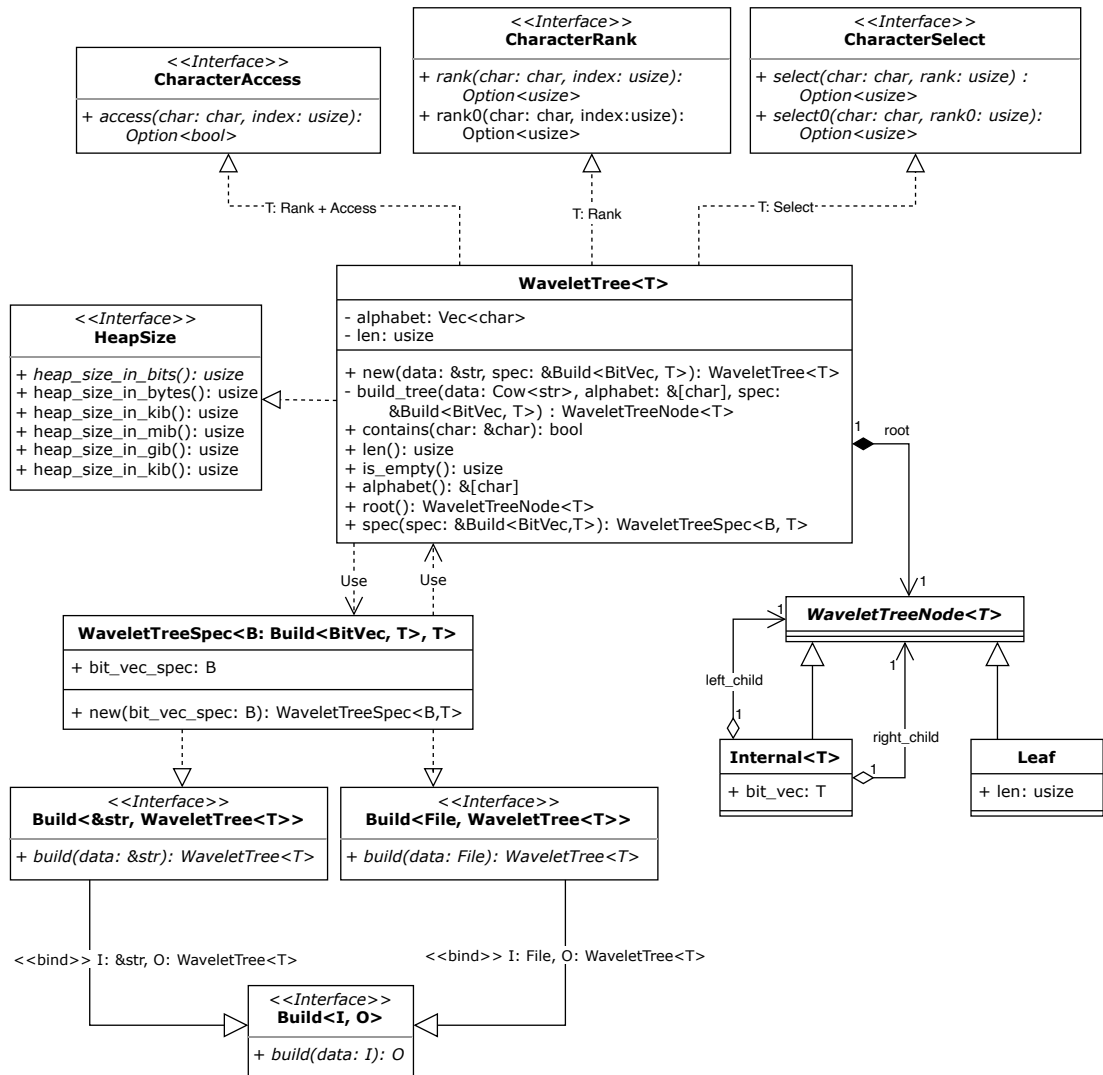 <<Interface>>
CharacterAccess
+ access(char: char, index: usize):
Option<bool>
<<Interface>>
CharacterRank
+ rank(char: char, index: usize):
Option<usize>
+ rank0(char: char, index:usize):
Option<usize>
<<Interface>>
CharacterSelect
+ select(char: char, rank: usize) :
Option<usize>
+ select0(char: char, rank0: usize):
Option<usize>
T: Rank + Access
T: Rank
T: Select
<<Interface>>
HeapSize
+ heap_size_in_bits(): usize
+ heap_size_in_bytes(): usize
+ heap_size_in_kib(): usize
+ heap_size_in_mib(): usize
+ heap_size_in_gib(): usize
+ heap_size_in_kib(): usize
WaveletTree<T>
- alphabet: Vec<char>
- len: usize
+ new(data: &str, spec: &Build<BitVec, T>): WaveletTree<T>
- build_tree(data: Cow<str>, alphabet: &[char], spec:
&Build<BitVec, T>) : WaveletTreeNode<T>
+ contains(char: &char): bool
+ len(): usize
+ is_empty(): usize
+ alphabet(): &[char]
+ root(): WaveletTreeNode<T>
+ spec(spec: &Build<BitVec,T>): WaveletTreeSpec<B, T>
1
root
1
Use
Use
WaveletTreeSpec<B: Build<BitVec, T>, T>
+ bit_vec_spec: B
+ new(bit_vec_spec: B): WaveletTreeSpec<B,T>
WaveletTreeNode<T>
1
left_child
1
1
right_child
1
Internal<T>
+ bit_vec: T
Leaf
+ len: usize
<<Interface>>
Build<&str, WaveletTree<T>>
+ build(data: &str): WaveletTree<T>
<<Interface>>
Build<File, WaveletTree<T>>
+ build(data: File): WaveletTree<T>
<<bind>> I: &str, O: WaveletTree<T>
<<bind>> I: File, O: WaveletTree<T>
<<Interface>>
Build<I, O>
+ build(data: I): O